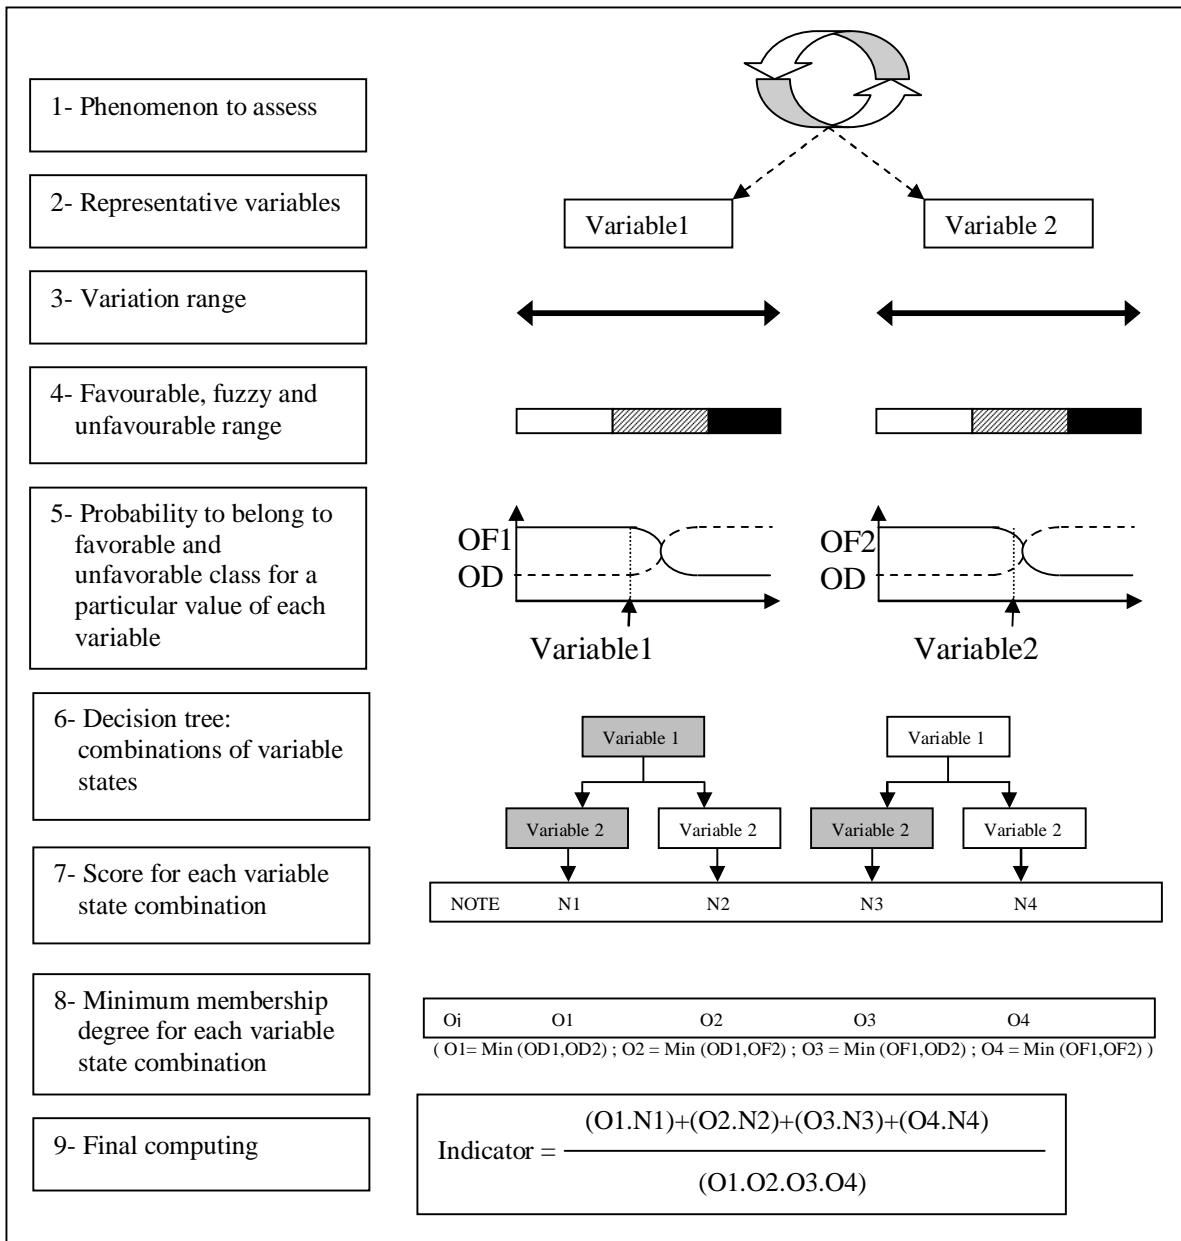 1- Phenomenon to assess
2- Representative variables
Variable1
Variable 2
3- Variation range
4- Favourable, fuzzy and
unfavourable range
5- Probability to belong to
favorable and
unfavorable class for a
particular value of each
variable
OF1
OD
Variable1
OF2
OD
Variable2
6- Decision tree:
combinations of variable
states
Variable 1
Variable 1
Variable 2
Variable 2
Variable 2
Variable 2
7- Score for each variable
state combination
NOTE N1 N2 N3 N4
8- Minimum membership
degree for each variable
state combination
Oi O1 O2 O3 O4
( O1= Min (OD1,OD2) ; O2 = Min (OD1,OF2) ; O3 = Min (OF1,OD2) ; O4 = Min (OF1,OF2) )
9- Final computing
Indicator =
(O1.N1)+(O2.N2)+(O3.N3)+(O4.N4)
(O1.O2.O3.O4)